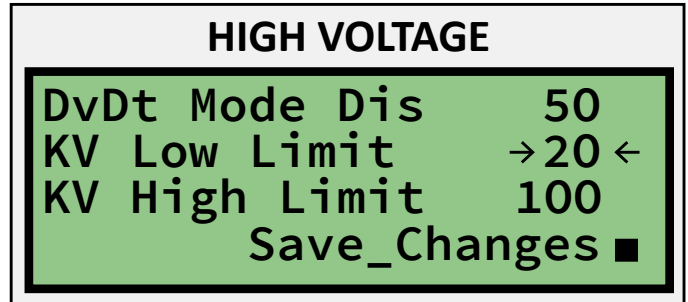 HIGH VOLTAGE
DvDt Mode Dis 50
KV Low Limit →20←
KV High Limit 100
Save_Changes■